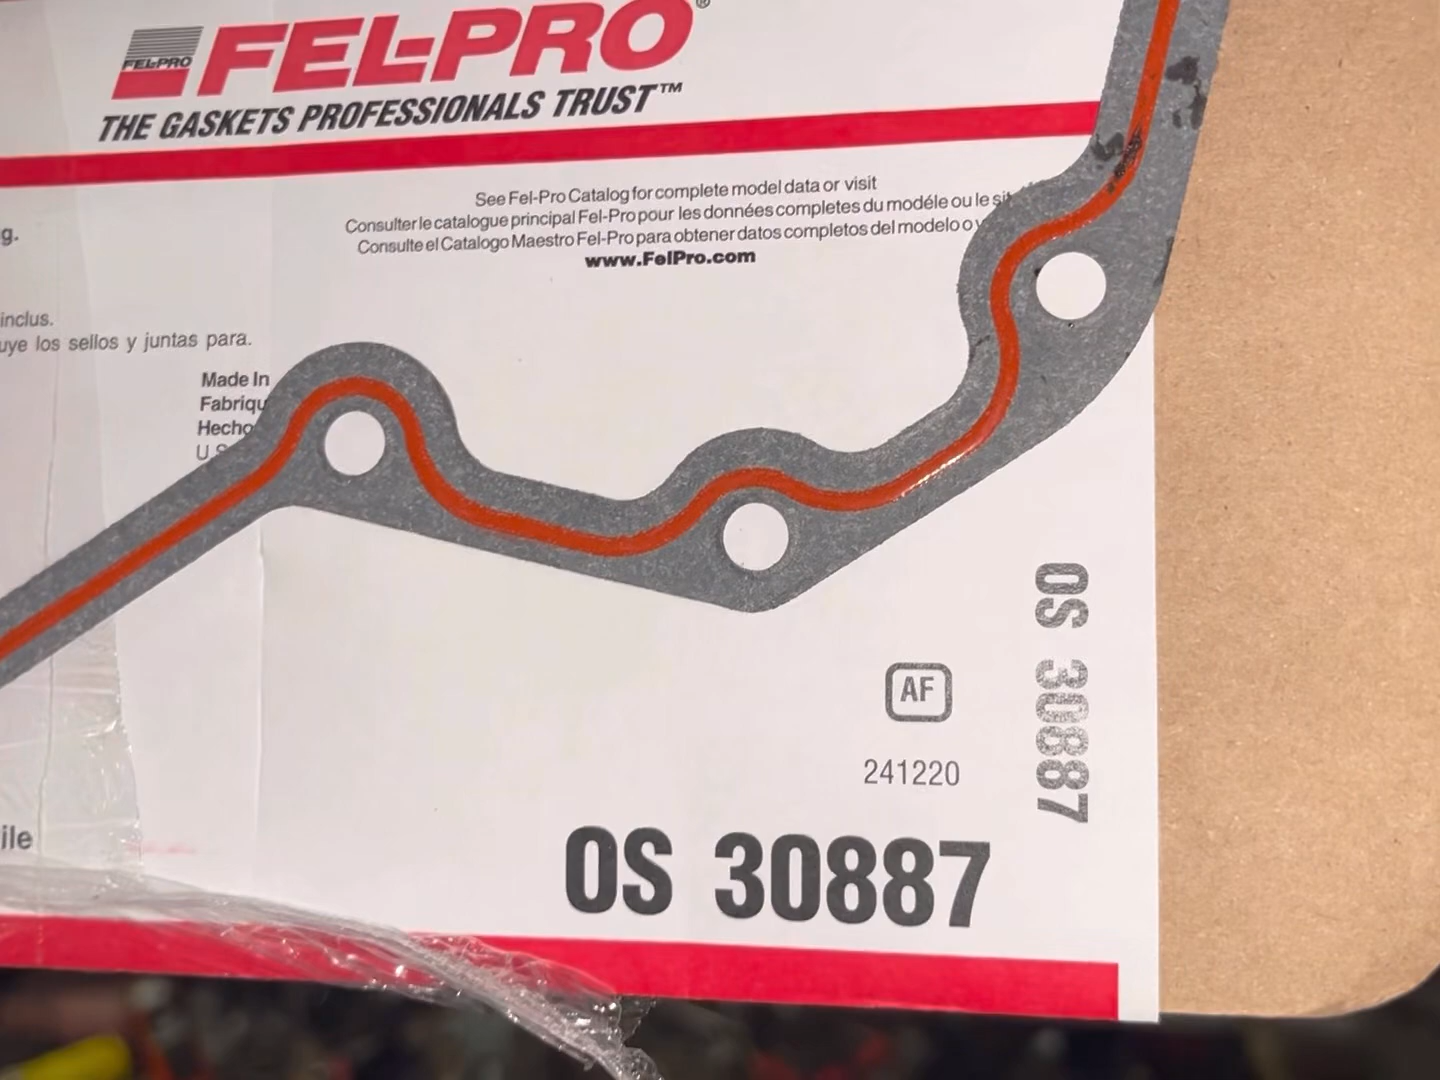 FEL-PRO
FEL-PRO®
THE GASKETS PROFESSIONALS TRUST™
See Fel-Pro Catalog for complete model data or visit
Consulter le catalogue principal Fel-Pro pour les données completes du modéle ou le
Consulte el Catalogo Maestro Fel-Pro para obtener datos completos del modelo o
www.FelPro.com
g.
inclus.
uye los sellos y juntas para.
Made In
Fabriqu
Hecho
U.S
AF
241220
OS 30887
OS 30887
ile